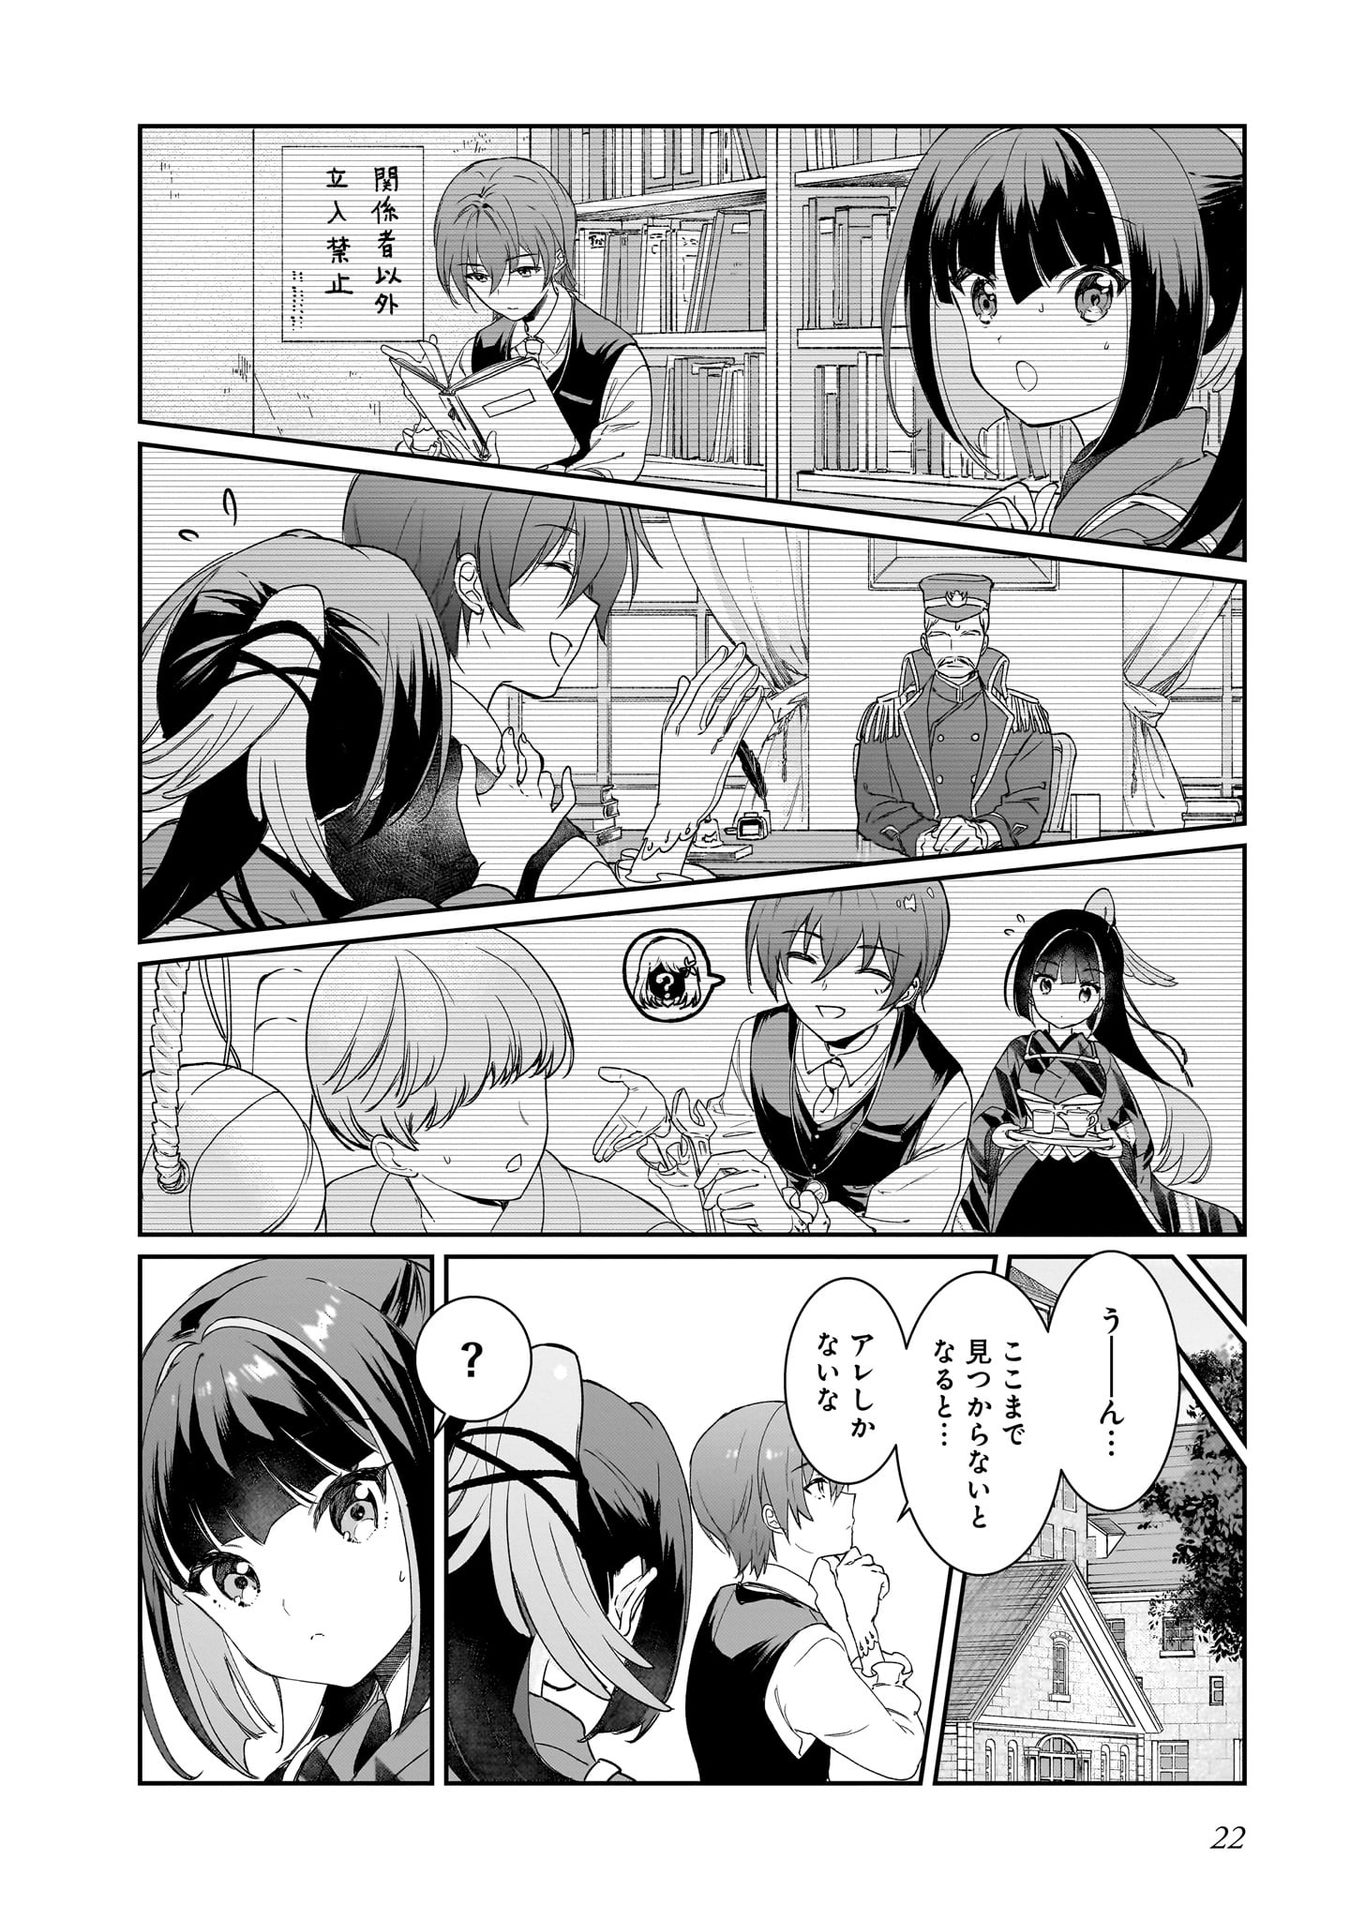 関係者以外
立入禁止
?
うーーん…
ここまで
見つからないと
なると…
アレしか
ないな
?
22